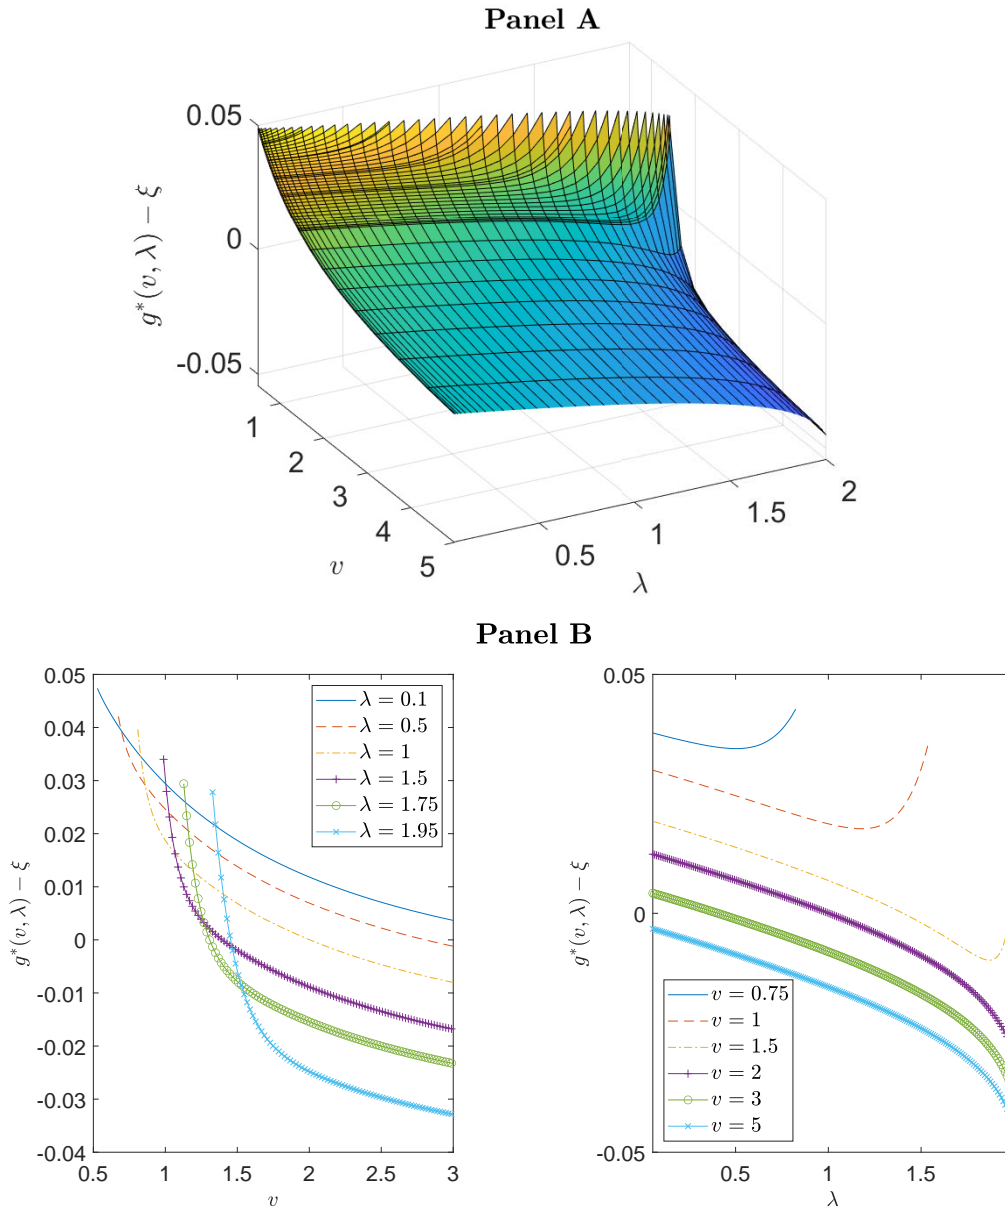 Panel A
0.05
0
-0.05
g*(v, λ) − ξ
1
2
3
4
5
v
0.5
1
1.5
2
λ
Panel B
0.05
0.04
0.03
0.02
0.01
0
-0.01
-0.02
-0.03
-0.04
g*(v, λ) − ξ
0.5
1
1.5
2
2.5
3
v
λ = 0.1
λ = 0.5
λ = 1
λ = 1.5
λ = 1.75
λ = 1.95
0.05
0
-0.05
g*(v, λ) − ξ
0.5
1
1.5
λ
v = 0.75
v = 1
v = 1.5
v = 2
v = 3
v = 5